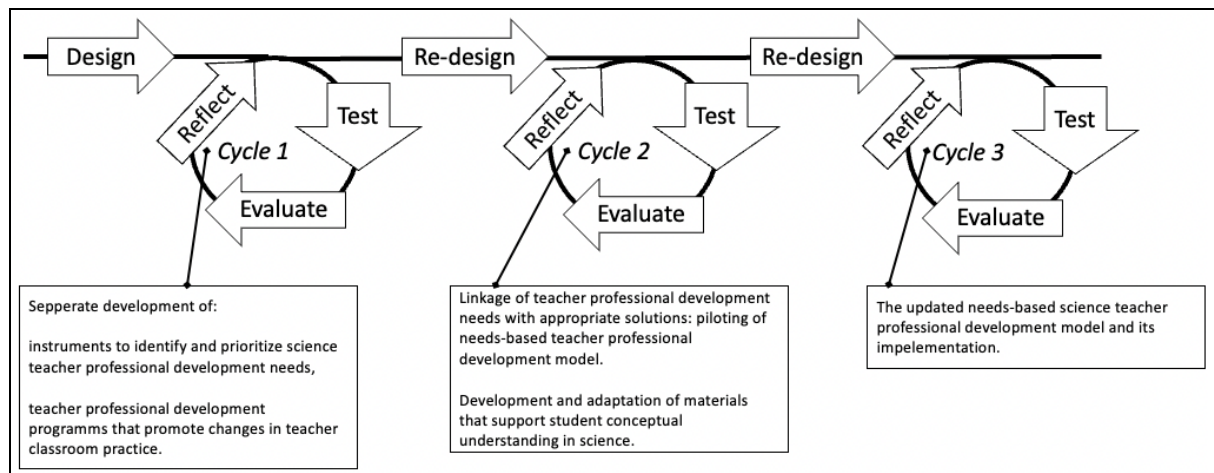 Design
Reflect
Test
Evaluate
Cycle 1
Re-design
Reflect
Test
Evaluate
Cycle 2
Re-design
Reflect
Test
Evaluate
Cycle 3
Sepperate development of:
instruments to identify and prioritize science
teacher professional development needs,
teacher professional development
programms that promote changes in teacher
classroom practice.
Linkage of teacher professional development
needs with appropriate solutions: piloting of
needs-based teacher professional
development model.
Development and adaptation of materials
that support student conceptual
understanding in science.
The updated needs-based science teacher
professional development model and its
impelementation.